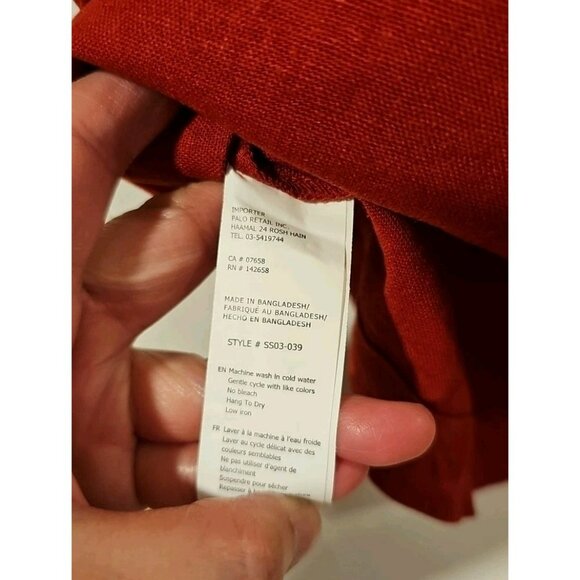 IMPORTER
PALO RETAIL INC.
HAAMAL 24 ROSH HAIN
TEL. 03-5419744
CA # 07658
RN # 142658
MADE IN BANGLADESH/
FABRIQUÉ AU BANGLADESH/
HECHO EN BANGLADESH
STYLE # SS03-039
EN Machine wash in cold water
Gentle cycle with like colors
No bleach
Hang To Dry
Low iron
FR Laver à la machine à l'eau froide
Laver au cycle délicat avec des
couleurs semblables
Ne pas utiliser d'agent de
blanchiment
Suspendre pour sécher
Repasser à